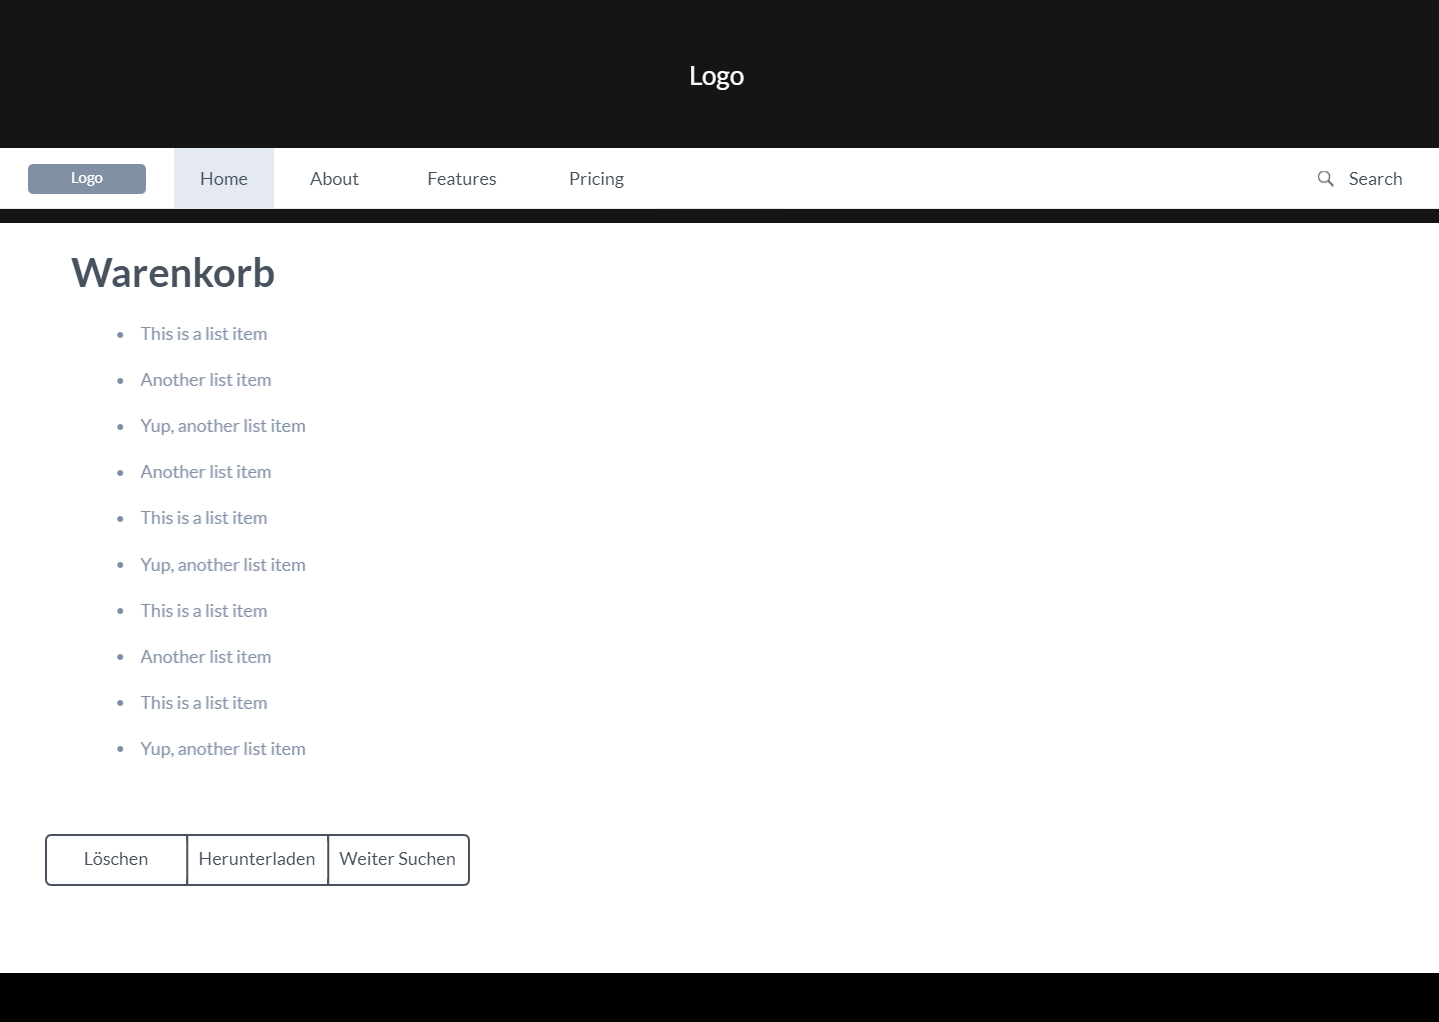 Logo
Logo Home About Features Pricing Search
Warenkorb
• This is a list item
• Another list item
• Yup, another list item
• Another list item
• This is a list item
• Yup, another list item
• This is a list item
• Another list item
• This is a list item
• Yup, another list item
Löschen Herunterladen Weiter Suchen